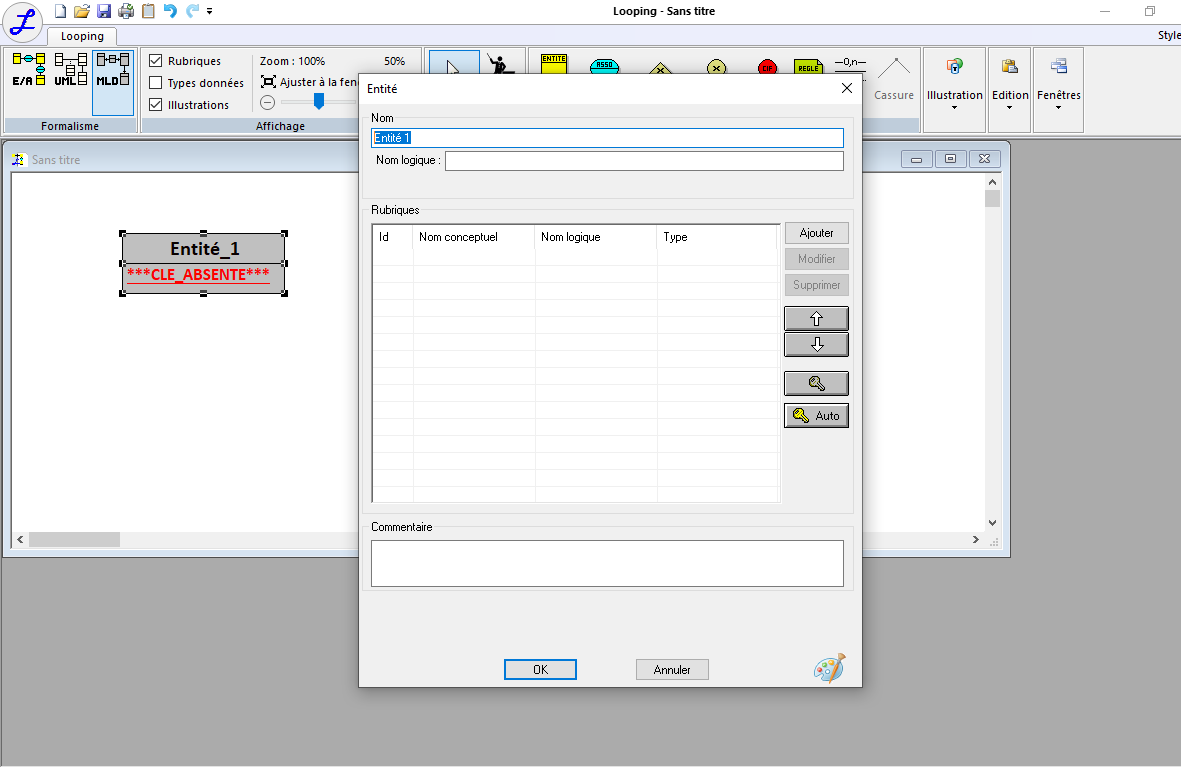 Looping - Sans titre
Looping
Style
E/A UML MLD
Formalisme
Rubriques
Types données
Illustrations
Zoom : 100% 50%
Ajuster à la fen
Affichage
ENTITE
ASSO
X
X
CIF
REGLE
—0,n—
Cassure
Illustration
Edition
Fenêtres
Sans titre
Entité_1
***CLE_ABSENTE***
Entité
Nom
Entité 1
Nom logique :
Rubriques
Id Nom conceptuel Nom logique Type
Ajouter
Modifier
Supprimer
Auto
Commentaire
OK Annuler